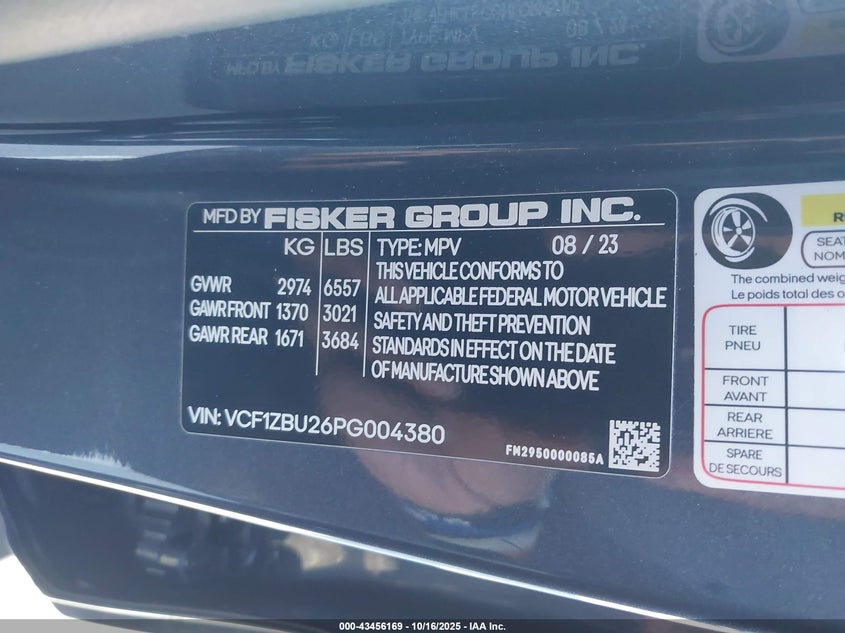 MFD BY FISKER GROUP INC.
KG LBS TYPE: MPV 08 / 23
GVWR 2974 6557
GAWR FRONT 1370 3021
GAWR REAR 1671 3684
THIS VEHICLE CONFORMS TO
ALL APPLICABLE FEDERAL MOTOR VEHICLE
SAFETY AND THEFT PREVENTION
STANDARDS IN EFFECT ON THE DATE
OF MANUFACTURE SHOWN ABOVE
VIN: VCF1ZBU26PG004380
FM2950000085A
SEAT
NOM
The combined weig
Le poids total des o
TIRE
PNEU
FRONT
AVANT
REAR
ARRIERE
SPARE
DE SECOURS
000-43456169 - 10/16/2025 - IAA Inc.